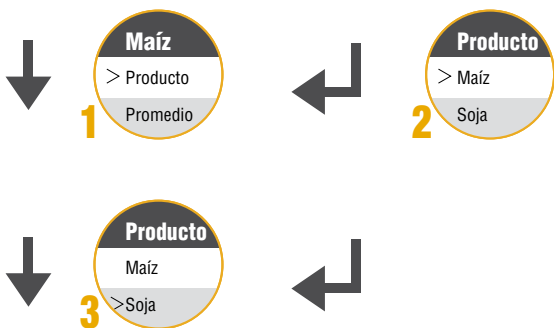 Maíz
> Producto
Promedio
1
Producto
> Maíz
Soja
2
Producto
Maíz
>Soja
3